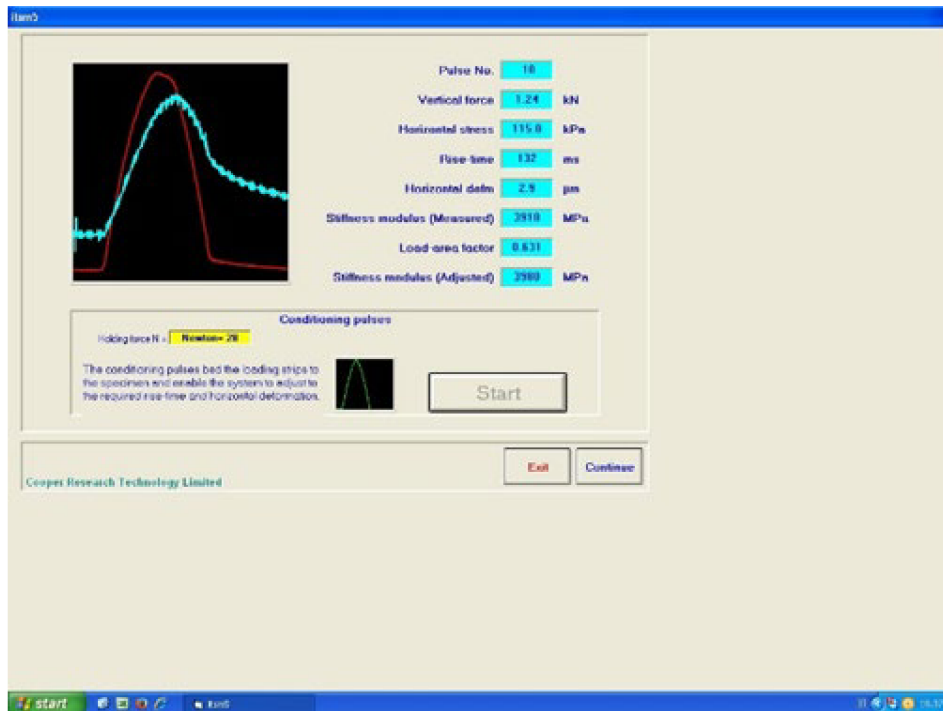 Pulse No. 10
Vertical force 1.24 kN
Horizontal stress 115.0 kPa
Rise-time 132 ms
Horizontal defm 2.9 µm
Stiffness modulus (Measured) 3910 MPa
Load-area factor 0.631
Stiffness modulus (Adjusted) 3980 MPa
Conditioning pulses
Holding force N = Newton= 20
The conditioning pulses bed the loading strips to
the specimen and enable the system to adjust to
the required rise-time and horizontal deformation.
Start
Exit Continue
Cooper Research Technology Limited
start